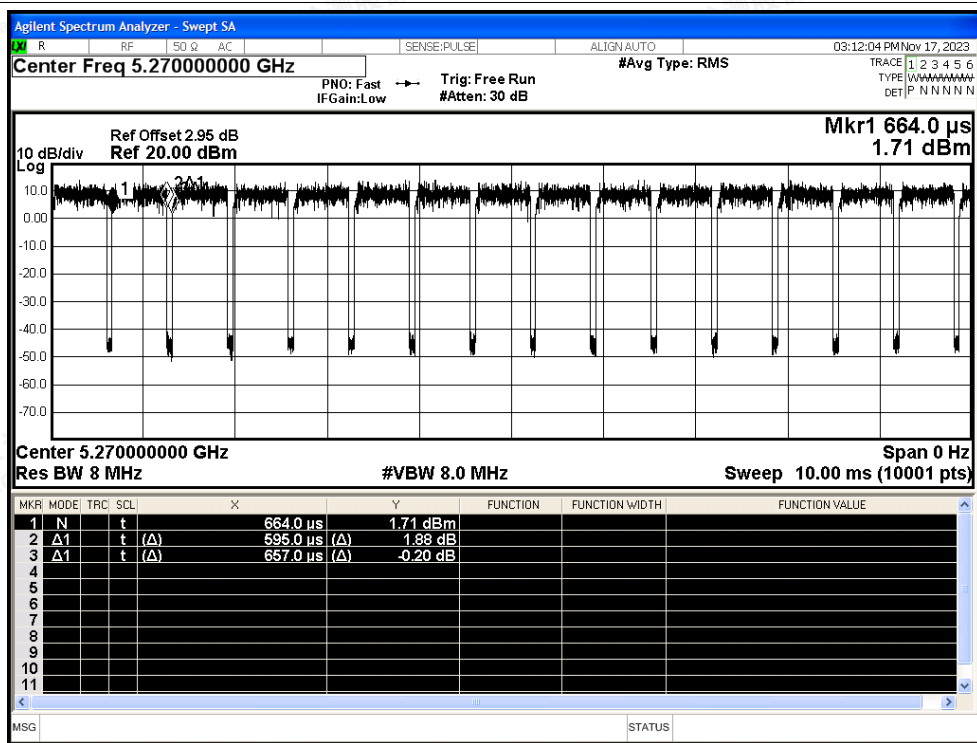 Agilent Spectrum Analyzer - Swept SA
LXI R RF 50 Ω AC SENSE:PULSE ALIGN AUTO 03:12:04 PM Nov 17, 2023
Center Freq 5.270000000 GHz
PNO: Fast
IFGain:Low
Trig: Free Run
#Atten: 30 dB
#Avg Type: RMS
TRACE 1 2 3 4 5 6
TYPE WWWWWW
DET P N N N N N
Ref Offset 2.95 dB
10 dB/div Ref 20.00 dBm
Log
Mkr1 664.0 µs
1.71 dBm
10.0
0.00
-10.0
-20.0
-30.0
-40.0
-50.0
-60.0
-70.0
1
Center 5.270000000 GHz Span 0 Hz
Res BW 8 MHz #VBW 8.0 MHz Sweep 10.00 ms (10001 pts)
MKR MODE TRC SCL X Y FUNCTION FUNCTION WIDTH FUNCTION VALUE
1 N t 664.0 µs 1.71 dBm
2 Δ1 t (Δ) 595.0 µs (Δ) 1.88 dB
3 Δ1 t (Δ) 657.0 µs (Δ) -0.20 dB
4
5
6
7
8
9
10
11
MSG STATUS